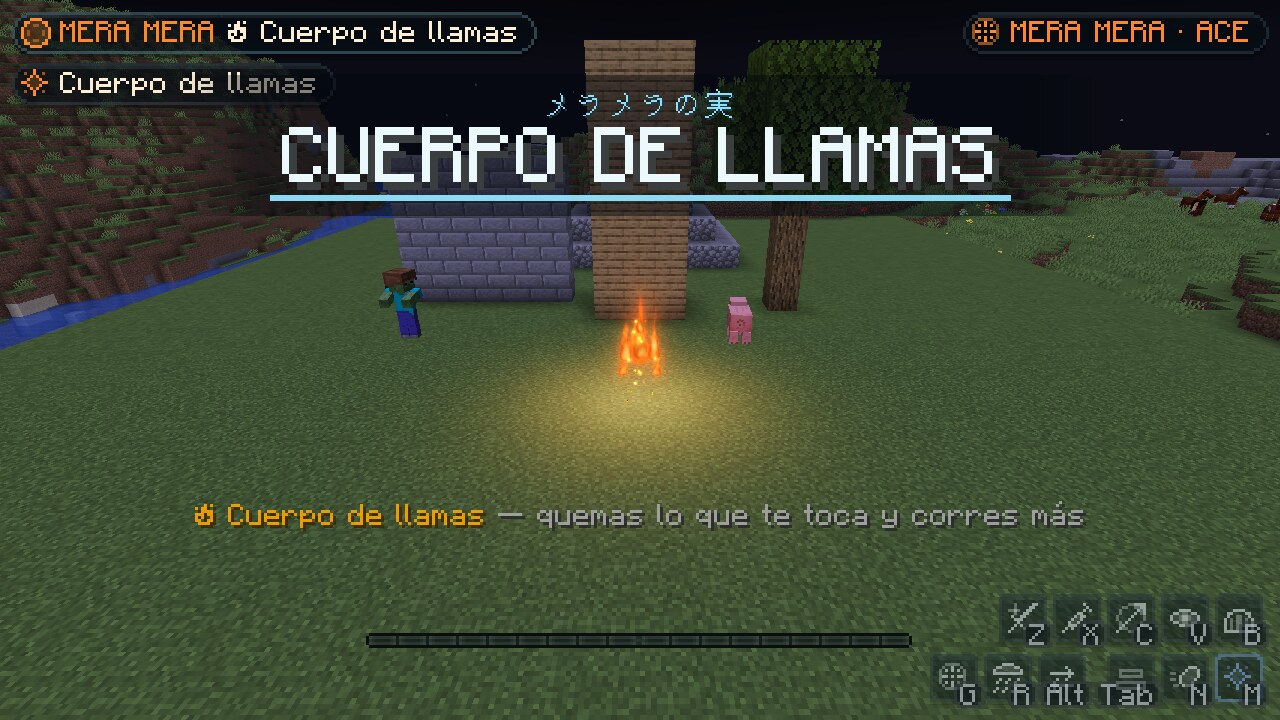 MERA MERA Cuerpo de llamas
MERA MERA · ACE
Cuerpo de llamas
メラメラの実
CUERPO DE LLAMAS
Cuerpo de llamas — quemas lo que te toca y corres más
Z X C V B
G R Alt Tab N M